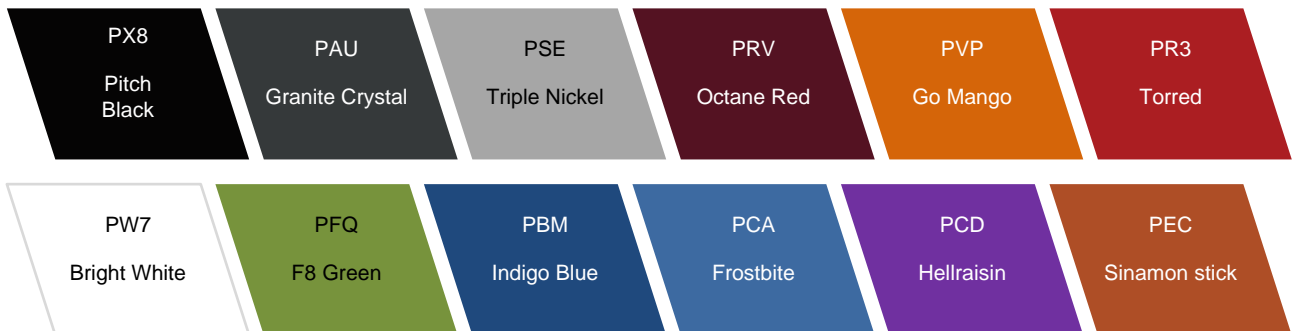 PX8
Pitch
Black
PAU
Granite Crystal
PSE
Triple Nickel
PRV
Octane Red
PVP
Go Mango
PR3
Torred
PW7
Bright White
PFQ
F8 Green
PBM
Indigo Blue
PCA
Frostbite
PCD
Hellraisin
PEC
Sinamon stick